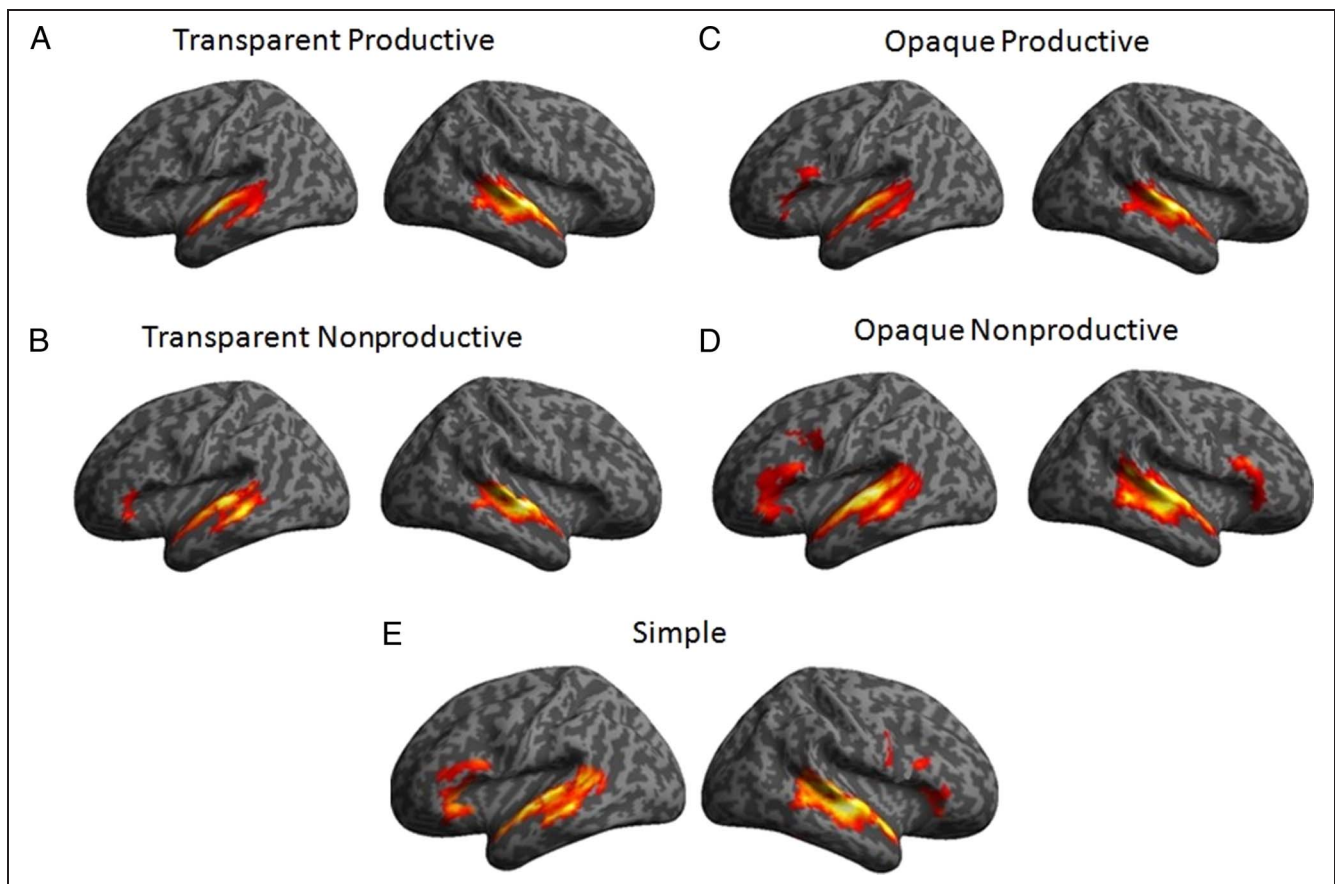 A
Transparent Productive
C
Opaque Productive
B
Transparent Nonproductive
D
Opaque Nonproductive
E
Simple